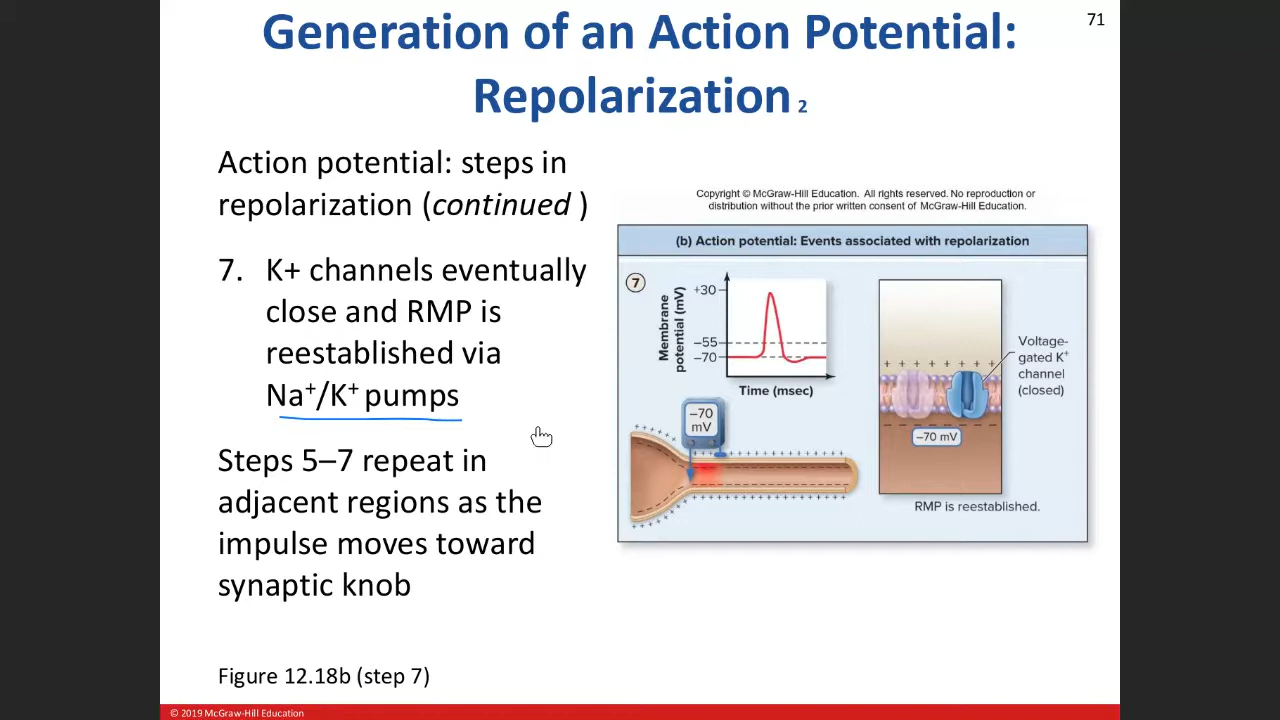 Generation of an Action Potential:
71
Repolarization 2
Action potential: steps in
repolarization (continued )
7. K+ channels eventually
close and RMP is
reestablished via
Na⁺/K⁺ pumps
Steps 5–7 repeat in
adjacent regions as the
impulse moves toward
synaptic knob
Figure 12.18b (step 7)
Copyright © McGraw-Hill Education. All rights reserved. No reproduction or
distribution without the prior written consent of McGraw-Hill Education.
(b) Action potential: Events associated with repolarization
7
Membrane
potential (mV)
+30
–55
–70
Time (msec)
–70
mV
Voltage-
gated K⁺
channel
(closed)
–70 mV
RMP is reestablished.
© 2019 McGraw-Hill Education